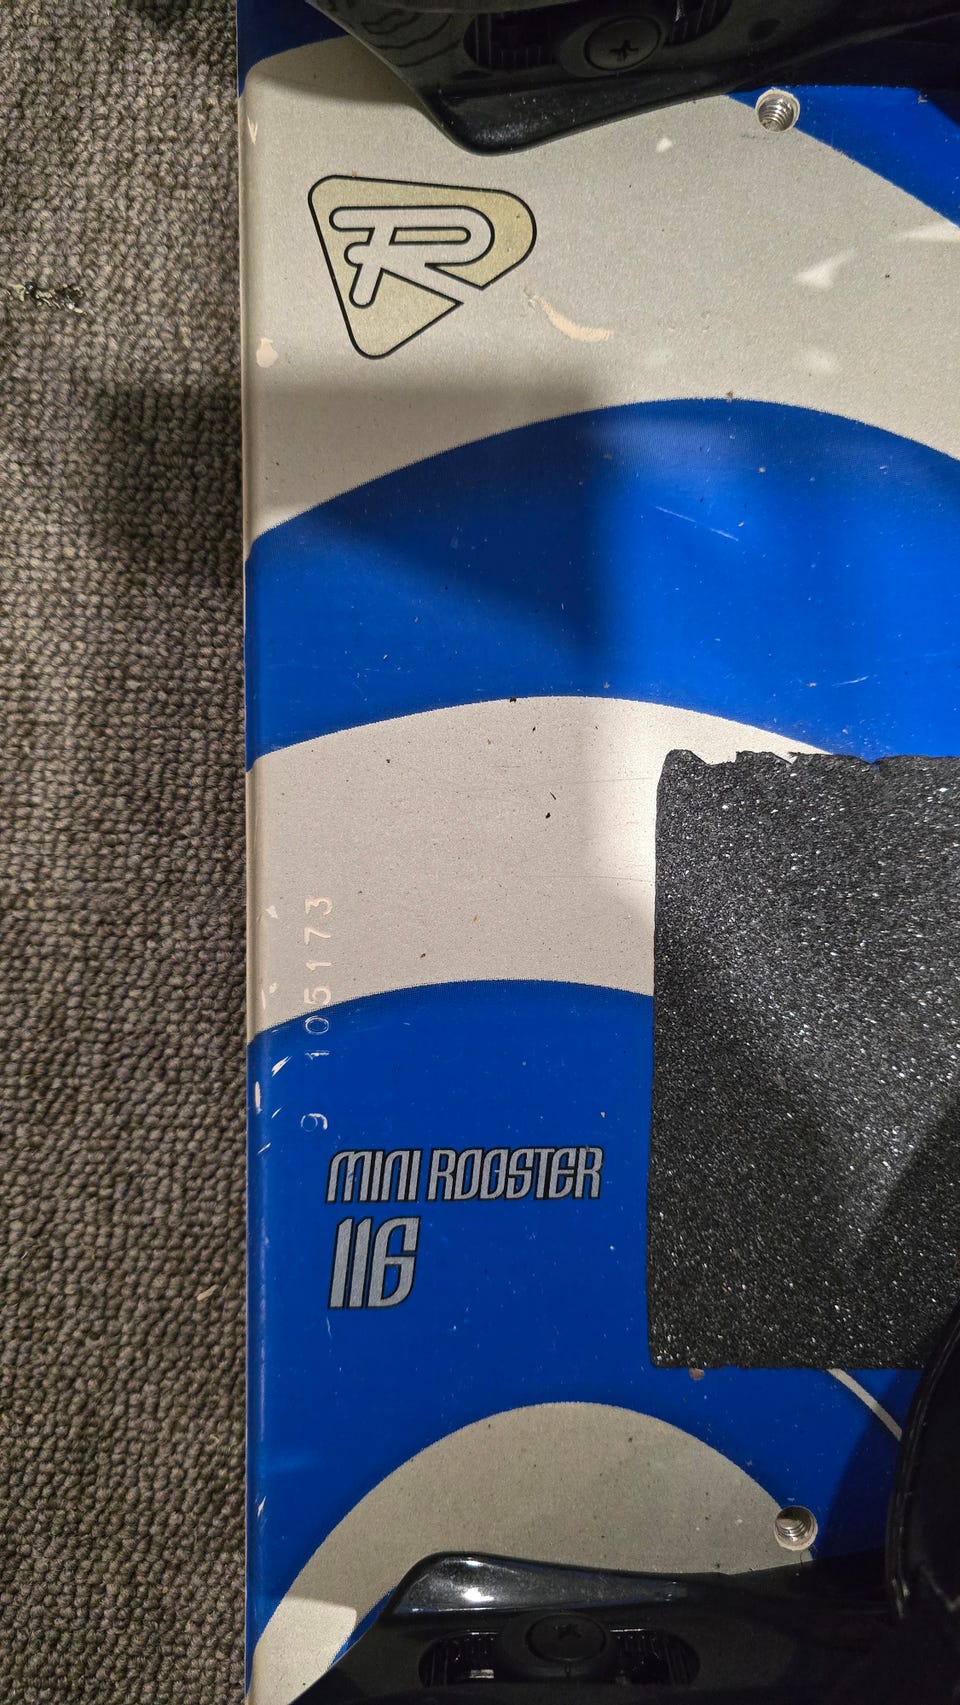 R
9 105173
MINI ROOSTER
116